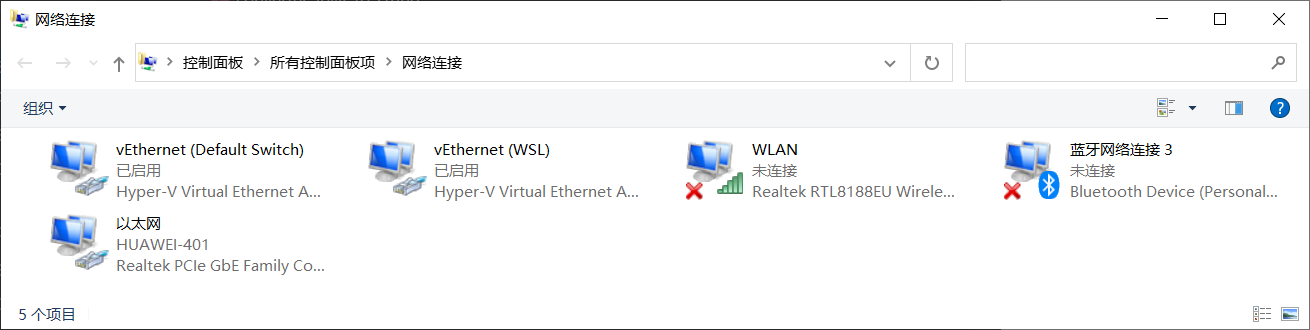 网络连接
控制面板 > 所有控制面板项 > 网络连接
组织
vEthernet (Default Switch)
已启用
Hyper-V Virtual Ethernet A...
vEthernet (WSL)
已启用
Hyper-V Virtual Ethernet A...
WLAN
未连接
Realtek RTL8188EU Wirele...
蓝牙网络连接 3
未连接
Bluetooth Device (Personal...
以太网
HUAWEI-401
Realtek PCIe GbE Family Co...
5 个项目